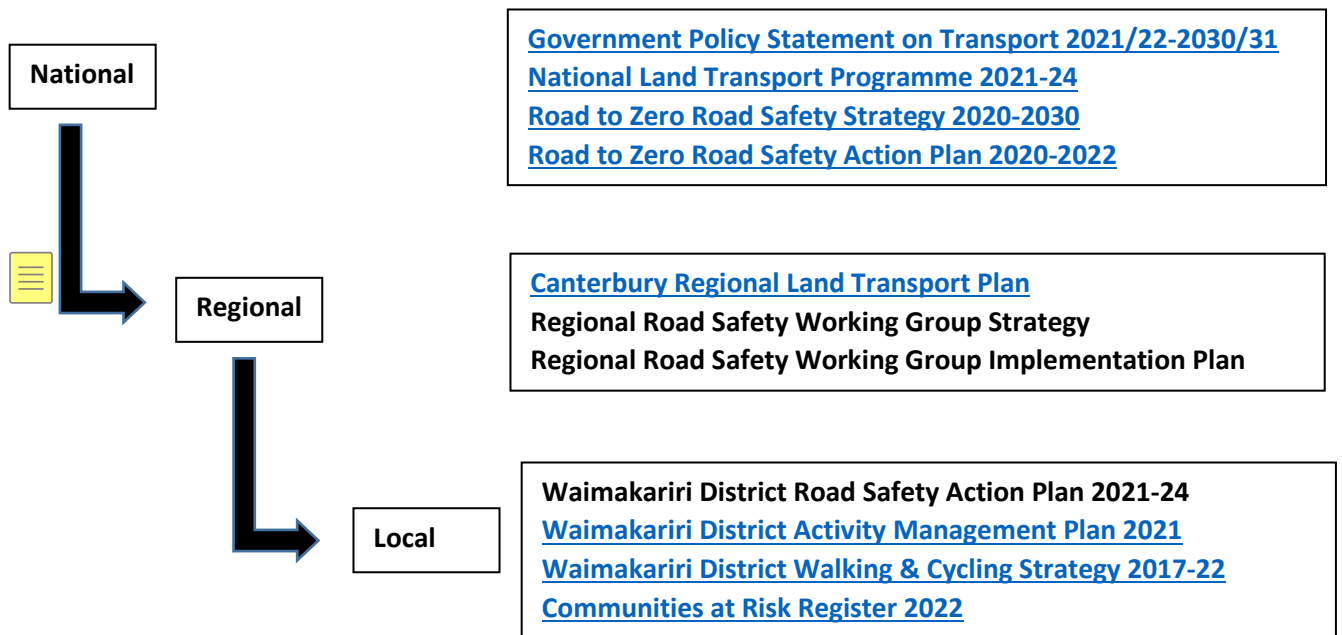 National
Government Policy Statement on Transport 2021/22-2030/31
National Land Transport Programme 2021-24
Road to Zero Road Safety Strategy 2020-2030
Road to Zero Road Safety Action Plan 2020-2022
Regional
Canterbury Regional Land Transport Plan
Regional Road Safety Working Group Strategy
Regional Road Safety Working Group Implementation Plan
Local
Waimakariri District Road Safety Action Plan 2021-24
Waimakariri District Activity Management Plan 2021
Waimakariri District Walking & Cycling Strategy 2017-22
Communities at Risk Register 2022